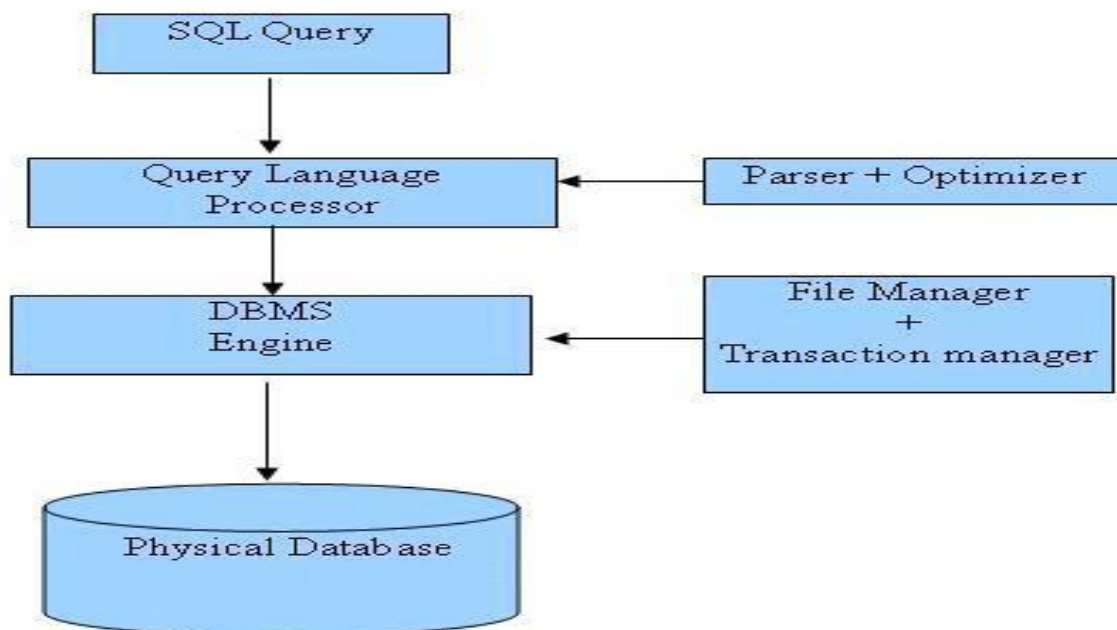 SQL Query
Query Language
Processor
Parser + Optimizer
DBMS
Engine
File Manager
+
Transaction manager
Physical Database